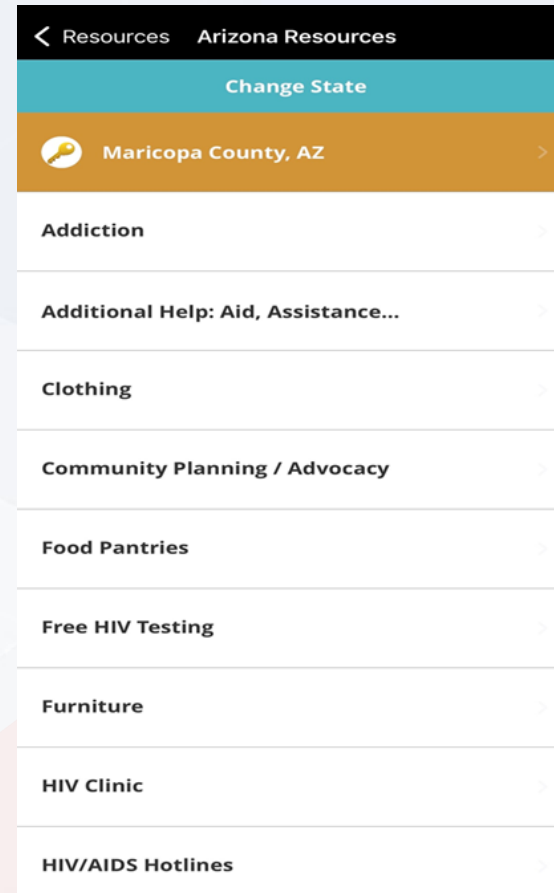 Resources Arizona Resources
Change State
Maricopa County, AZ
Addiction
Additional Help: Aid, Assistance...
Clothing
Community Planning / Advocacy
Food Pantries
Free HIV Testing
Furniture
HIV Clinic
HIV/AIDS Hotlines